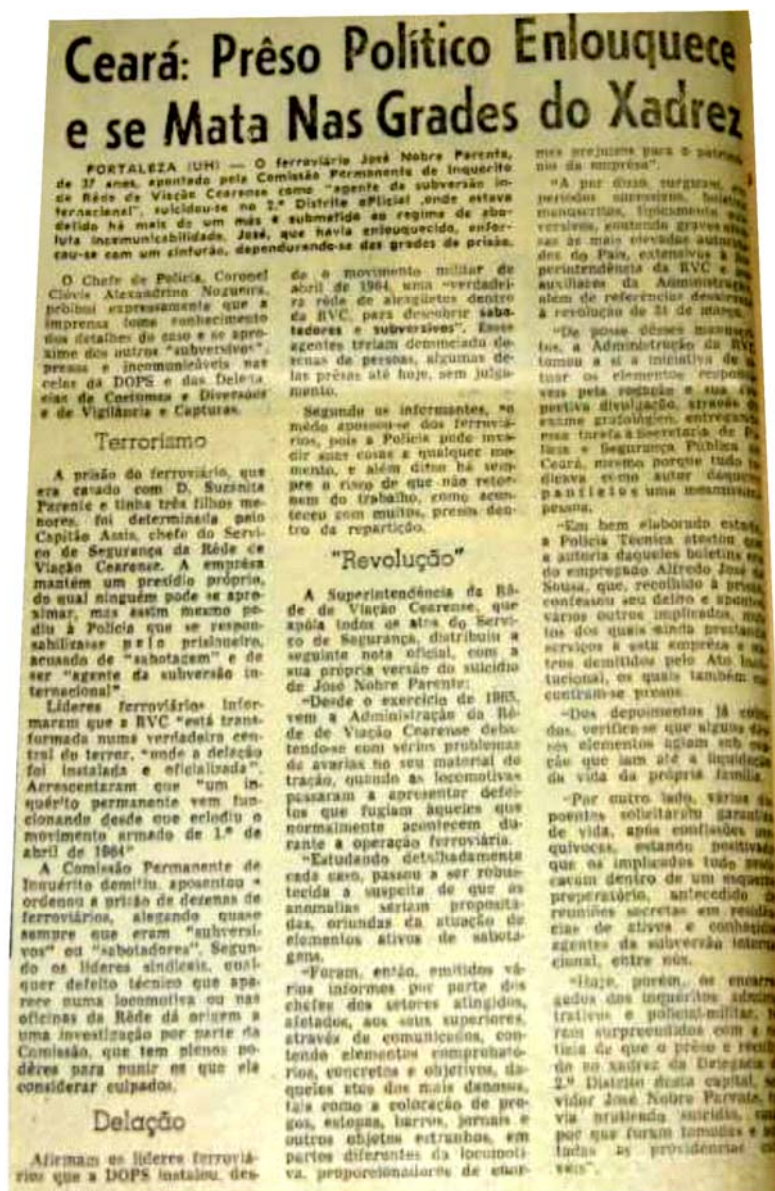 Ceará: Prêso Político Enlouquece
e se Mata Nas Grades do Xadrez
FORTALEZA (UH) — O ferroviário José Nobre Parente,
de 37 anos, apontado pela Comissão Permanente de Inquérito
da Rêde de Viação Cearense como "agente da subversão in-
ternacional", suicidou-se no 2.º Distrito ,onde estava
detido há mais de um mês e submetido ao regime de abso-
luta incomunicabilidade. José, que havia enlouquecido, enfor-
cou-se com um cinturão, dependurando-se das grades da prisão.
O Chefe de Polícia, Coronel
Clóvis Alexandrino Nogueira,
proibiu expressamente que a
imprensa tome conhecimento
dos detalhes do caso e se apro-
xime dos outros "subversivos",
presos e incomunicáveis nas
celas da DOPS e das Delega-
cias de Costumes e Diversões
e de Vigilância e Capturas.
Terrorismo
A prisão do ferroviário, que
era casado com D. Suzanita
Parente e tinha três filhos me-
nores, foi determinada pelo
Capitão Assis, chefe do Servi-
ço de Segurança da Rêde de
Viação Cearense. A emprêsa
mantém um presídio próprio,
do qual ninguém pode se apro-
ximar, mas assim mesmo pe-
diu à Polícia que se respon-
sabilizasse pelo prisioneiro,
acusado de "sabotagem" e de
ser "agente da subversão in-
ternacional"
Líderes ferroviários infor-
maram que a RVC "está trans-
formada numa verdadeira cen-
tral do terror, "onde a delação
foi instalada e oficializada".
Acrescentaram que "um in-
quérito permanente vem fun-
cionando desde que eclodiu o
movimento armado de 1.º de
abril de 1964"
A Comissão Permanente de
Inquérito demitiu, aposentou e
ordenou a prisão de dezenas de
ferroviários, alegando quase
sempre que eram "subversi-
vos" ou "sabotadores". Segun-
do os líderes sindicais, qual-
quer defeito técnico que apa-
rece numa locomotiva ou nas
oficinas da Rêde dá origem a
uma investigação por parte da
Comissão, que tem plenos po-
dêres para punir os que ela
considerar culpados.
Delação
Afirmam os líderes ferroviá-
rios que a DOPS instalou, des-
de o movimento militar de
abril de 1964, uma "verdadei-
ra rêde de alcagüetes dentro
da RVC, para descobrir sabo-
tadores e subversivos". Esses
agentes teriam denunciado de-
zenas de pessoas, algumas de-
las prêsas até hoje, sem julga-
mento.
Segundo os informantes, "o
mêdo apossou-se dos ferroviá-
rios, pois a Polícia pode inva-
dir suas casas a qualquer mo-
mento, e além disso há sem-
pre o risco de que não retor-
nem do trabalho, como acon-
teceu com muitos, presos den-
tro da repartição.
"Revolução"
A Superintendência da Rê-
de de Viação Cearense, que
apóia todos os atos do Servi-
ço de Segurança, distribuiu a
seguinte nota oficial, com a
sua própria versão do suicídio
de José Nobre Parente:
"Desde o exercício de 1965,
vem a Administração da Rê-
de de Viação Cearense deba-
tendo-se com sérios problemas
de avarias no seu material de
tração, quando as locomotivas
passaram a apresentar defei-
tos que fugiam àqueles que
normalmente acontecem du-
rante a operação ferroviária.
"Estudando detalhadamente
cada caso, passou a ser robus-
tecida a suspeita de que as
anomalias seriam proposita-
das, oriundas da atuação de
elementos ativos de sabota-
gens.
"Foram, então, emitidos vá-
rios informes por parte dos
chefes dos setores atingidos,
afetados, aos seus superiores,
através de comunicados, con-
tendo elementos comprobató-
rios, concretos e objetivos, da-
queles atos dos mais danosos,
tais como a colocação de pre-
gos, estopas, barros, jornais e
outros objetos estranhos, em
partes diferentes da locomoti-
va, proporcionadores de enor-
mes prejuízos para o patrimô-
nio da emprêsa".
"A par disso, surgiram, em
períodos sucessivos, boletins
manuscritos, tipicamente
versivos, contendo graves
sas às mais elevadas autorida-
des do País, extensivos à
perintendência da RVC e
auxiliares da Administração
além de referências
à revolução de 31 de março.
"De posse dêsses manuscri-
tos, a Administração da RVC
tomou a si a iniciativa de
tuar os elementos respons
veis pela redação e sua
portiva divulgação, através de
exame grafológico, entregando
essa tarefa à Secretaria de Po-
lícia e Segurança Pública do
Ceará, mesmo porque tudo in-
dicava como autor daqueles
panfletos uma mesmíssima
pessoa.
"Em bem elaborado estudo,
a Polícia Técnica atestou que
a autoria daqueles boletins era
do empregado Alfredo José de
Sousa, que, recolhido à prisão,
confessou seu delito e apontou
vários outros implicados, mui-
tos dos quais ainda prestando
serviços a esta emprêsa e ou-
tros demitidos pelo Ato Insti-
tucional, os quais também en-
contram-se presos.
"Dos depoimentos já colhi-
dos, verifica-se que alguns dês-
ses elementos agiam sob
ção que iam até a liquidação
da vida da própria família.
"Por outro lado, vários de-
poentes solicitaram garantias
de vida, após confissões ine-
quívocas, estando positivado
que os implicados todo
cavam dentro de um esquema
preparatório, antecedido de
reuniões secretas em residên-
cias de ativos e conhecidos
agentes da subversão interna-
cional, entre nós.
"Hoje, porém, os encarre-
gados dos inquéritos adminis-
trativos e policial-militar, fo-
ram surpreendidos com a no-
tícia de que o prêso e recolhi-
do no xadrez da Delegacia do
2.º Distrito desta capital, ser-
vidor José Nobre Parente, ha-
via praticado suicídio,
por que foram tomadas e
tadas as providências
veis".